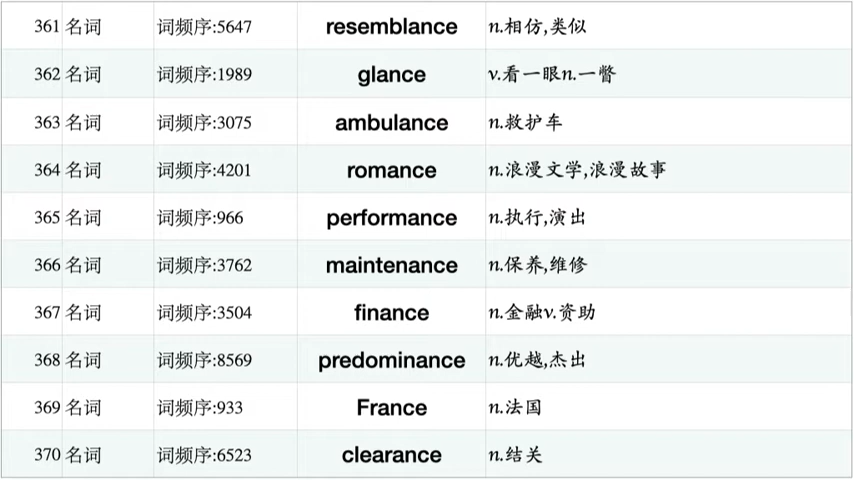 361 名词 词频序:5647 resemblance n.相仿,类似
362 名词 词频序:1989 glance v.看一眼n.一瞥
363 名词 词频序:3075 ambulance n.救护车
364 名词 词频序:4201 romance n.浪漫文学,浪漫故事
365 名词 词频序:966 performance n.执行,演出
366 名词 词频序:3762 maintenance n.保养,维修
367 名词 词频序:3504 finance n.金融v.资助
368 名词 词频序:8569 predominance n.优越,杰出
369 名词 词频序:933 France n.法国
370 名词 词频序:6523 clearance n.结关